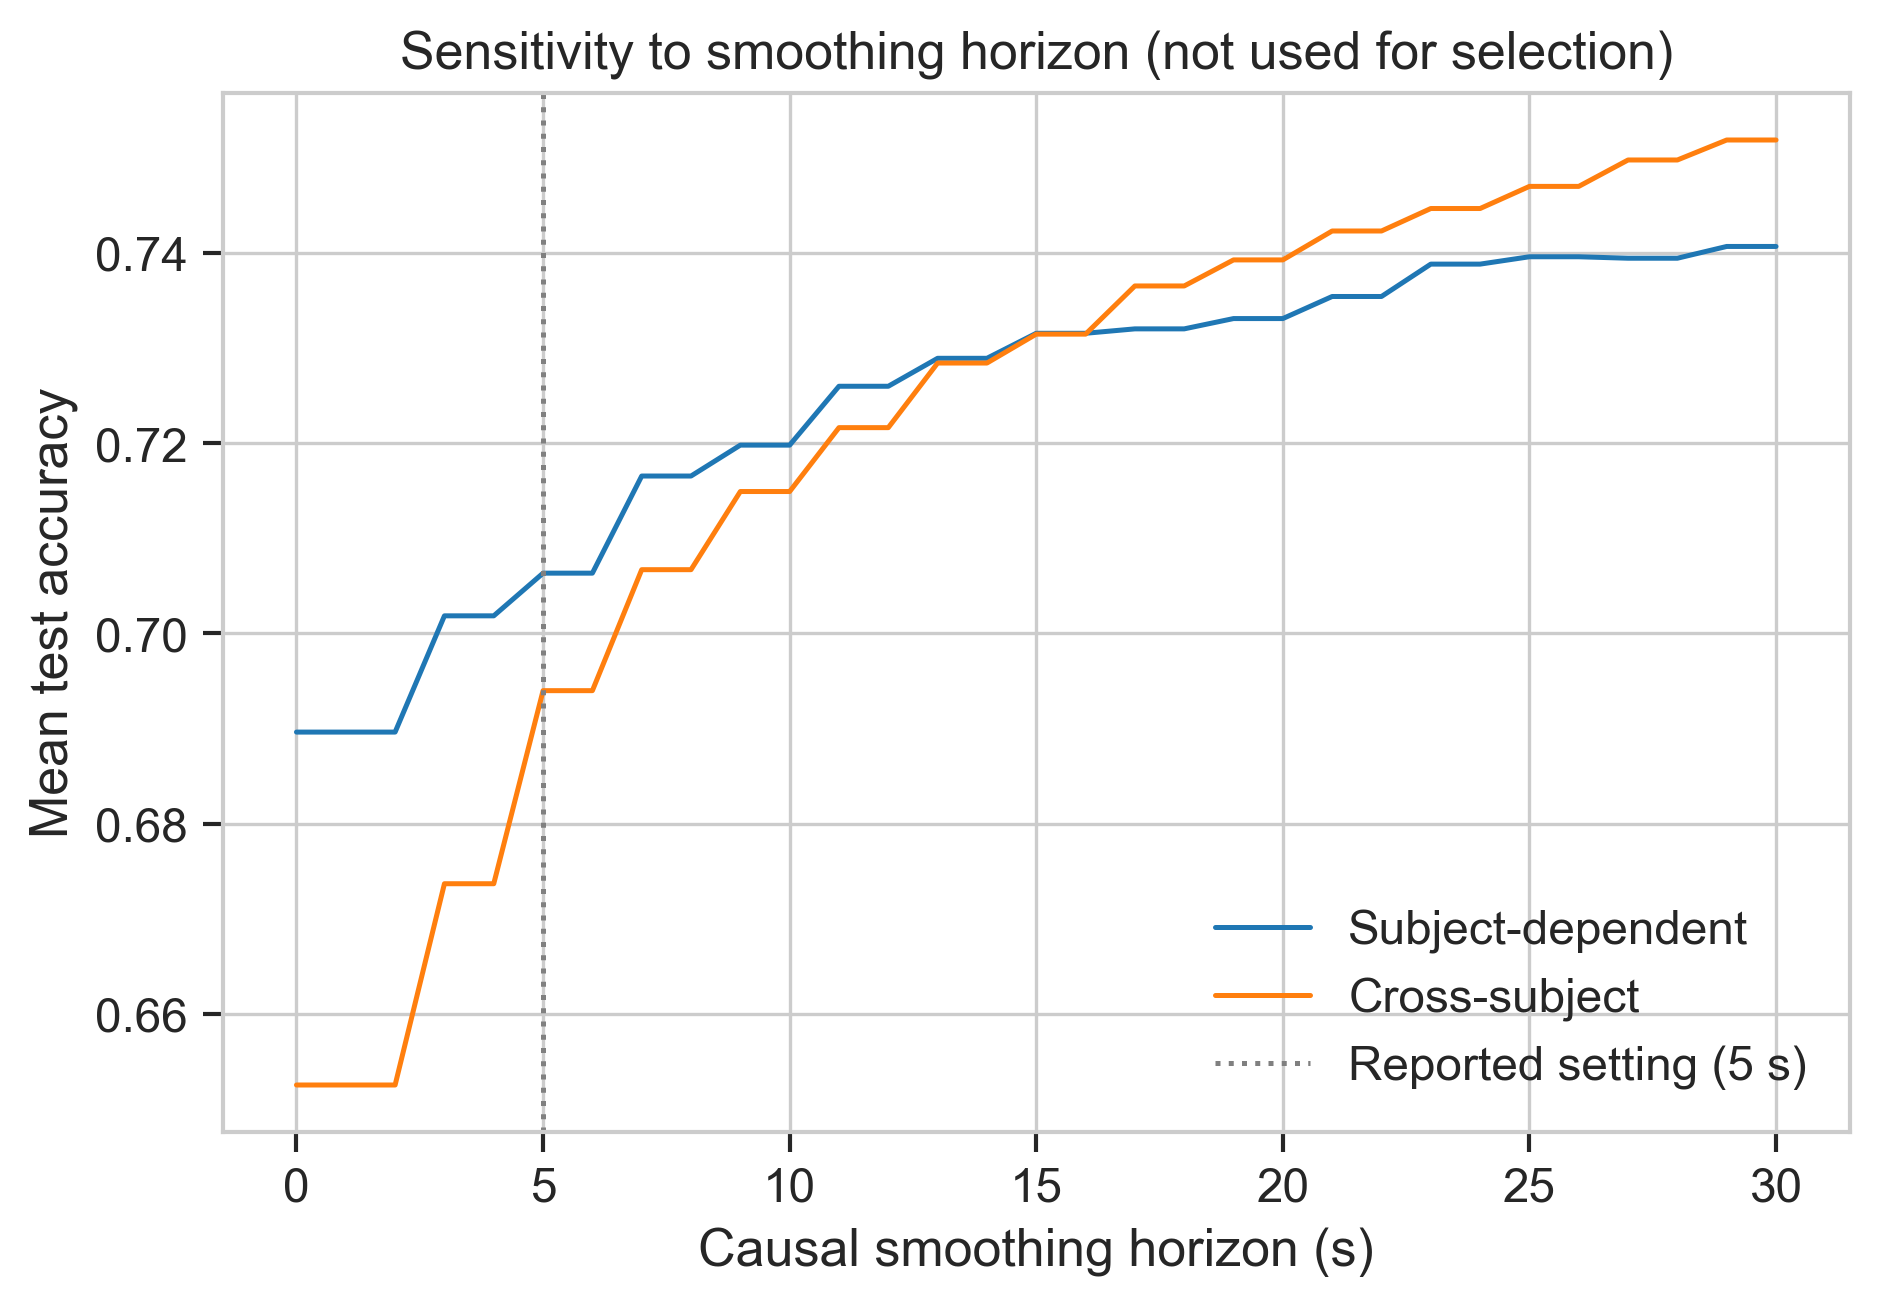 Sensitivity to smoothing horizon (not used for selection)
Mean test accuracy
0.74
0.72
0.70
0.68
0.66
Subject-dependent
Cross-subject
Reported setting (5 s)
0 5 10 15 20 25 30
Causal smoothing horizon (s)